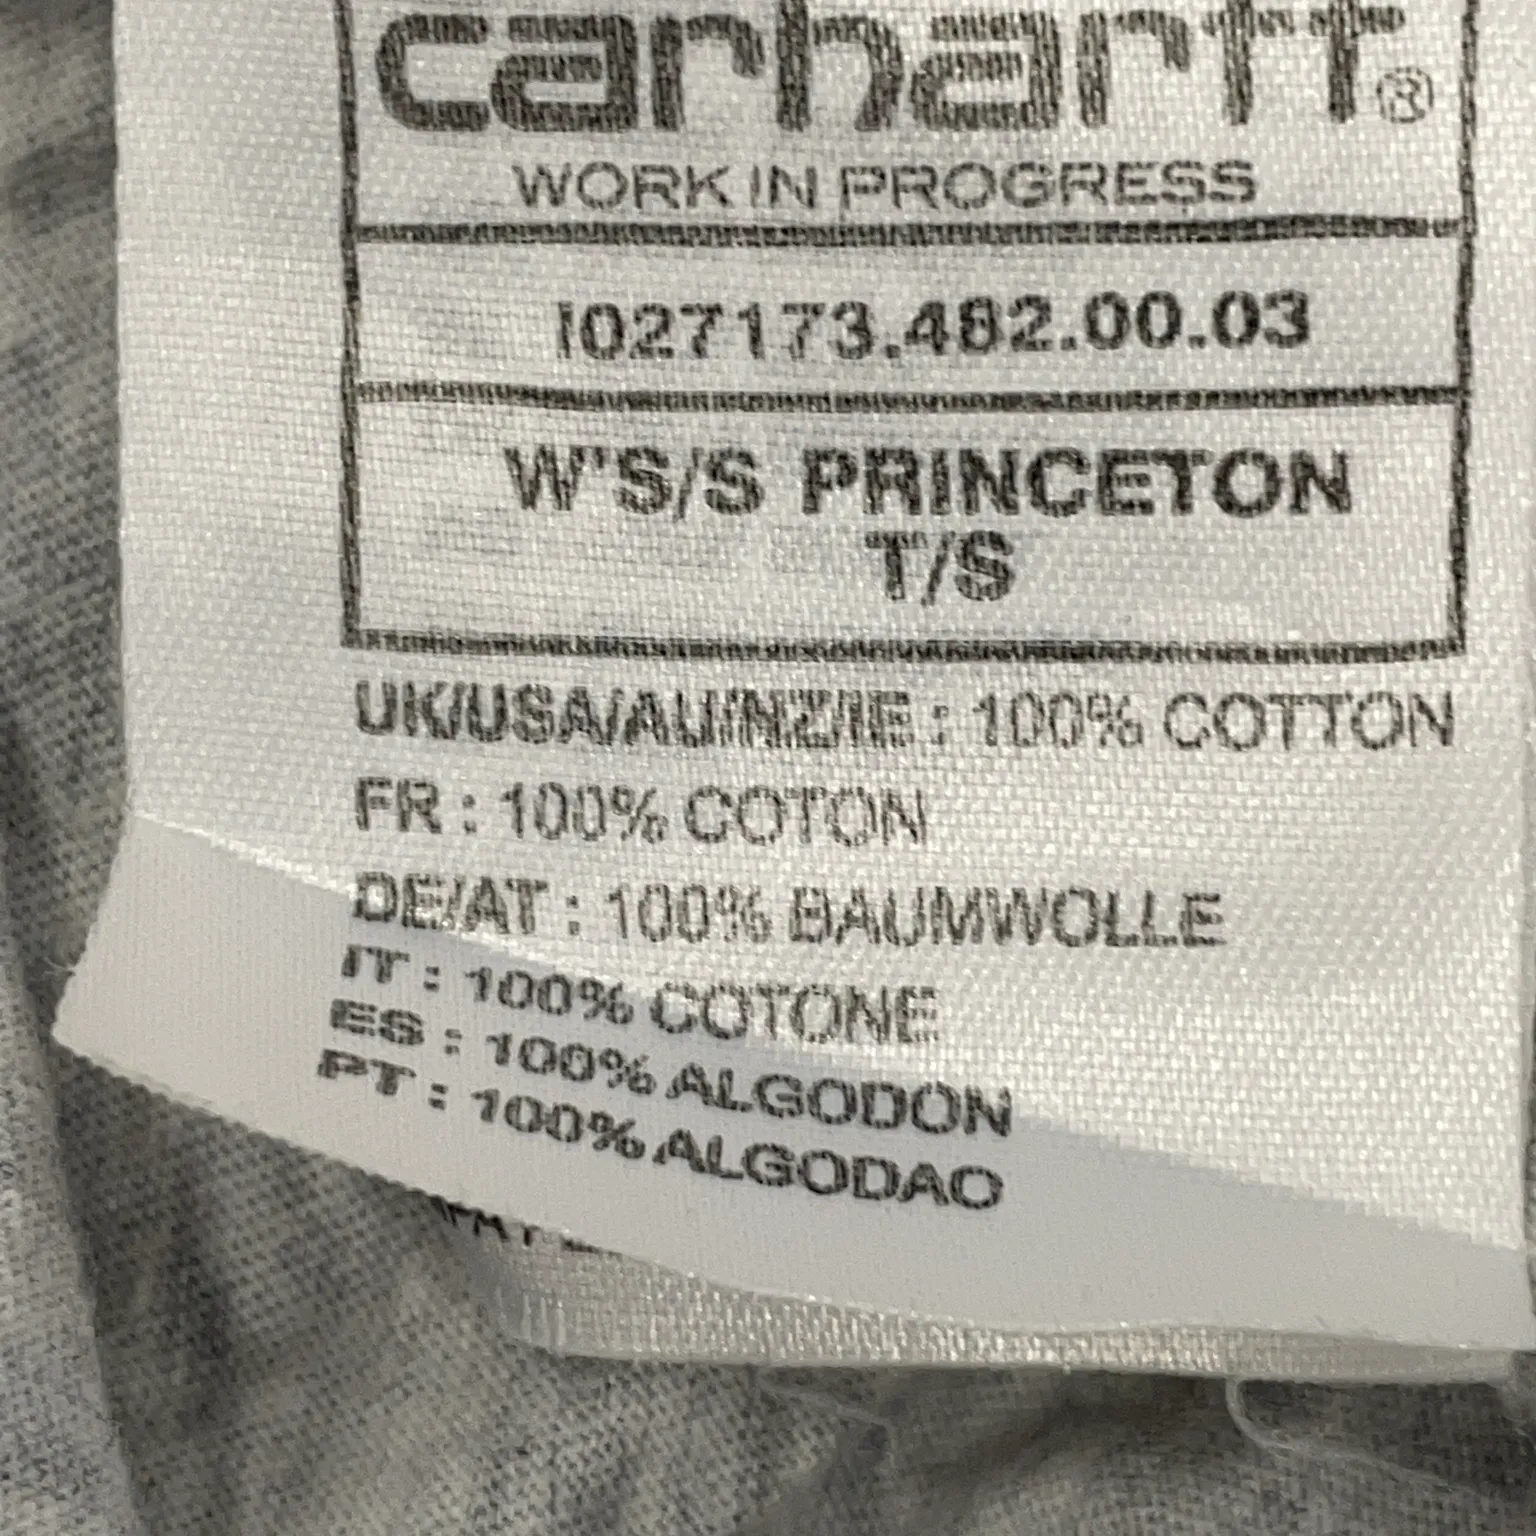 carhartt®
WORK IN PROGRESS
I027173.482.00.03
W'S/S PRINCETON
T/S
UK/USA/AU/NZ/IE : 100% COTTON
FR : 100% COTON
DE/AT : 100% BAUMWOLLE
IT : 100% COTONE
ES : 100% ALGODON
PT : 100% ALGODAO